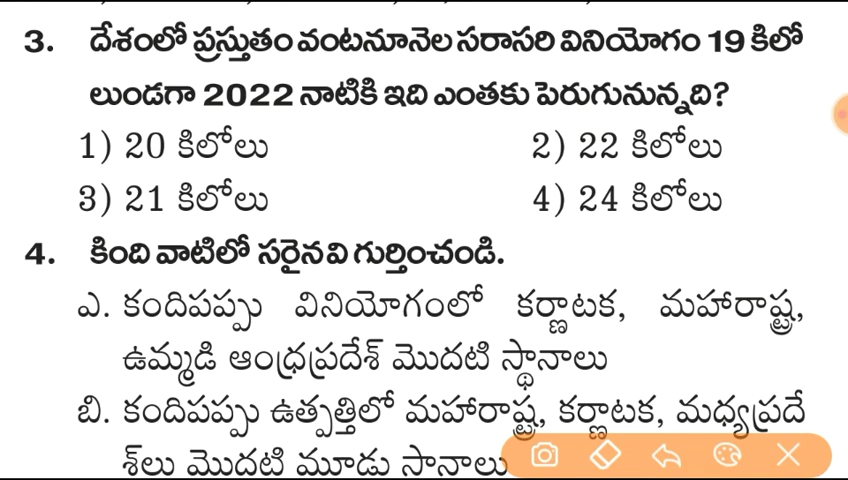 3. దేశంలో ప్రస్తుతం వంటనూనెల సరాసరి వినియోగం 19 కిలో
లుండగా 2022 నాటికి ఇది ఎంతకు పెరుగునున్నది?
1) 20 కిలోలు 2) 22 కిలోలు
3) 21 కిలోలు 4) 24 కిలోలు
4. కింది వాటిలో సరైనవి గుర్తించండి.
ఎ. కందిపప్పు వినియోగంలో కర్ణాటక, మహారాష్ట్ర,
ఉమ్మడి ఆంధ్రప్రదేశ్ మొదటి స్థానాలు
బి. కందిపప్పు ఉత్పత్తిలో మహారాష్ట్ర, కర్ణాటక, మధ్యప్రదే
శ్‌లు మొదటి మూడు స్థానాలు